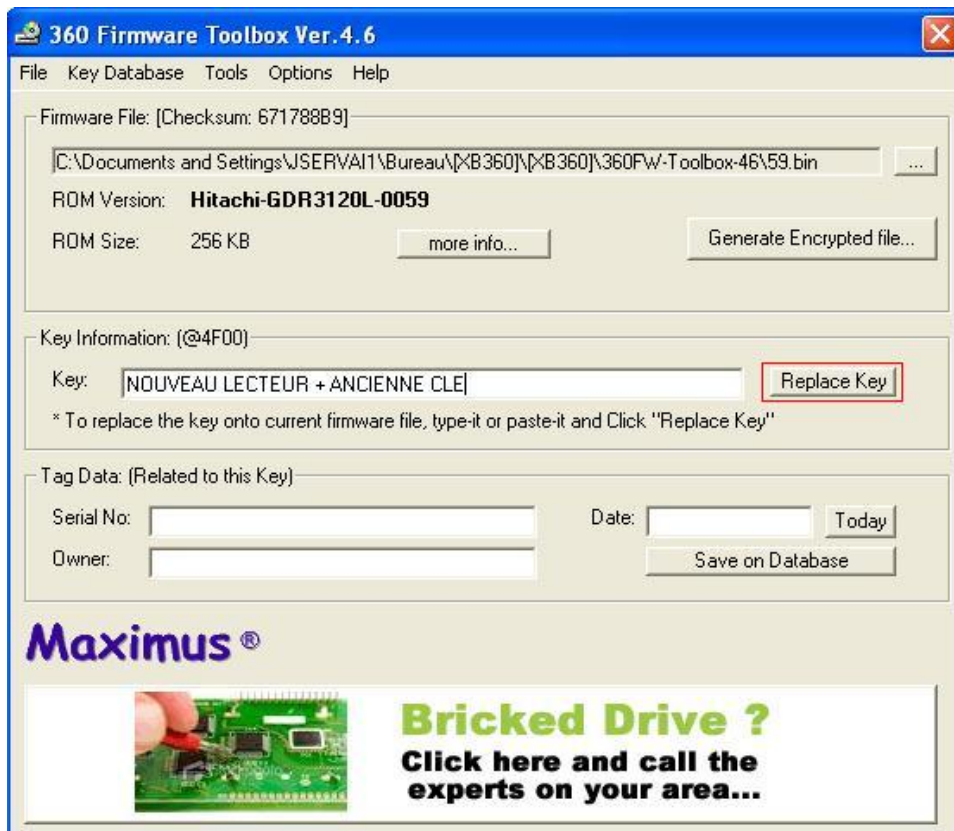 360 Firmware Toolbox Ver.4.6
File Key Database Tools Options Help
Firmware File: [Checksum: 671788B9]
C:\Documents and Settings\JSERVAI1\Bureau\[XB360]\[XB360]\360FW-Toolbox-46\59.bin ...
ROM Version: Hitachi-GDR3120L-0059
ROM Size: 256 KB more info... Generate Encrypted file...
Key Information: (@4F00)
Key: NOUVEAU LECTEUR + ANCIENNE CLE Replace Key
* To replace the key onto current firmware file, type-it or paste-it and Click "Replace Key"
Tag Data: (Related to this Key)
Serial No: Date: Today
Owner: Save on Database
Maximus ®
Bricked Drive ?
Click here and call the
experts on your area...